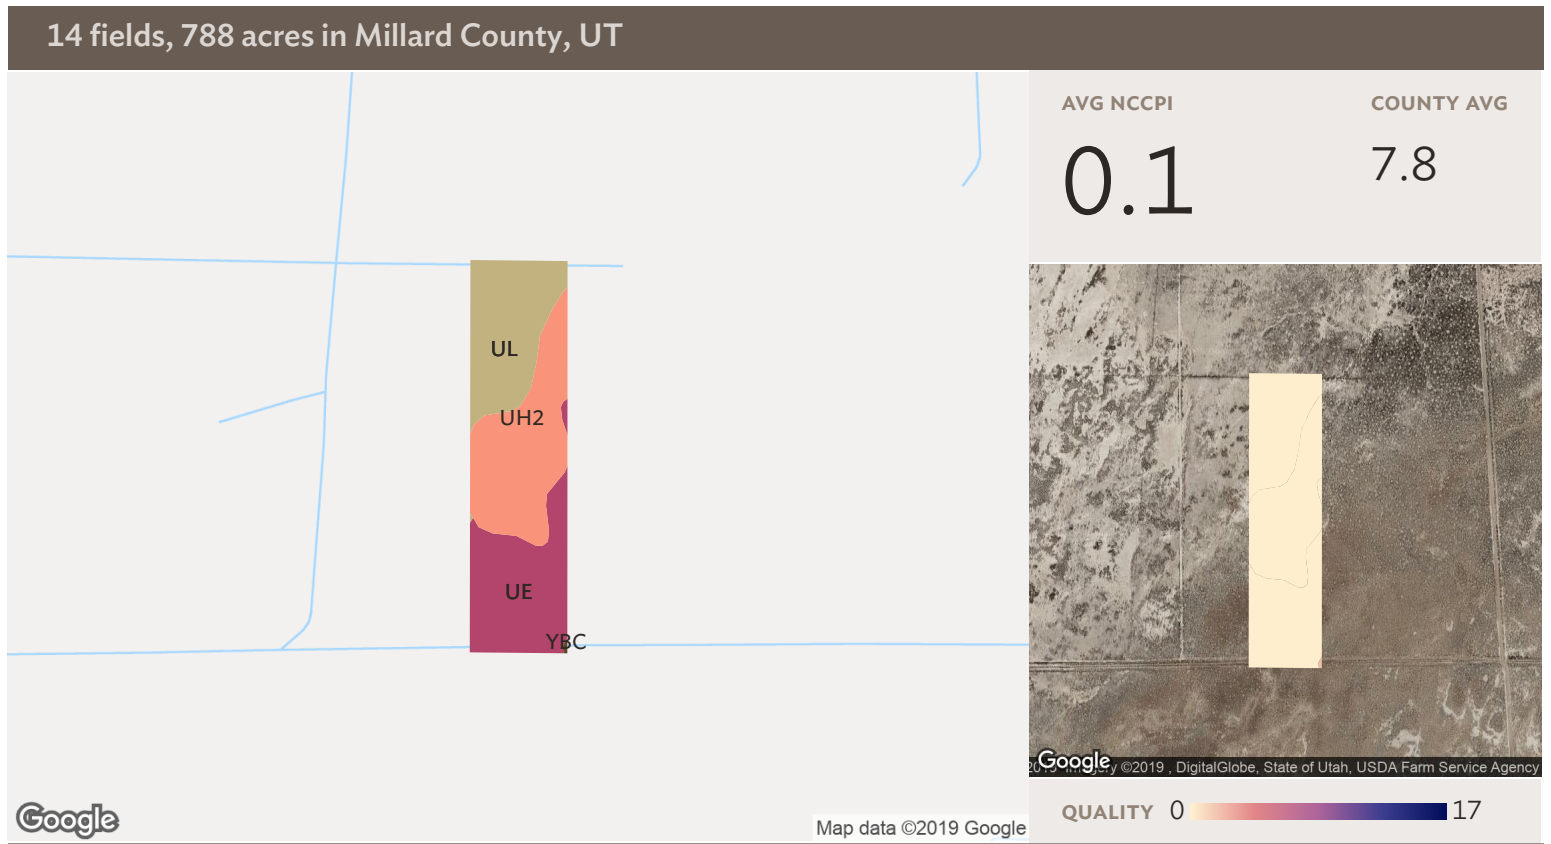 14 fields, 788 acres in Millard County, UT
AVG NCCPI
COUNTY AVG
0.1
7.8
UL
UH2
UE
YBC
Google
Map data ©2019 Google
Google
©2019 , DigitalGlobe, State of Utah, USDA Farm Service Agency
QUALITY 0 17